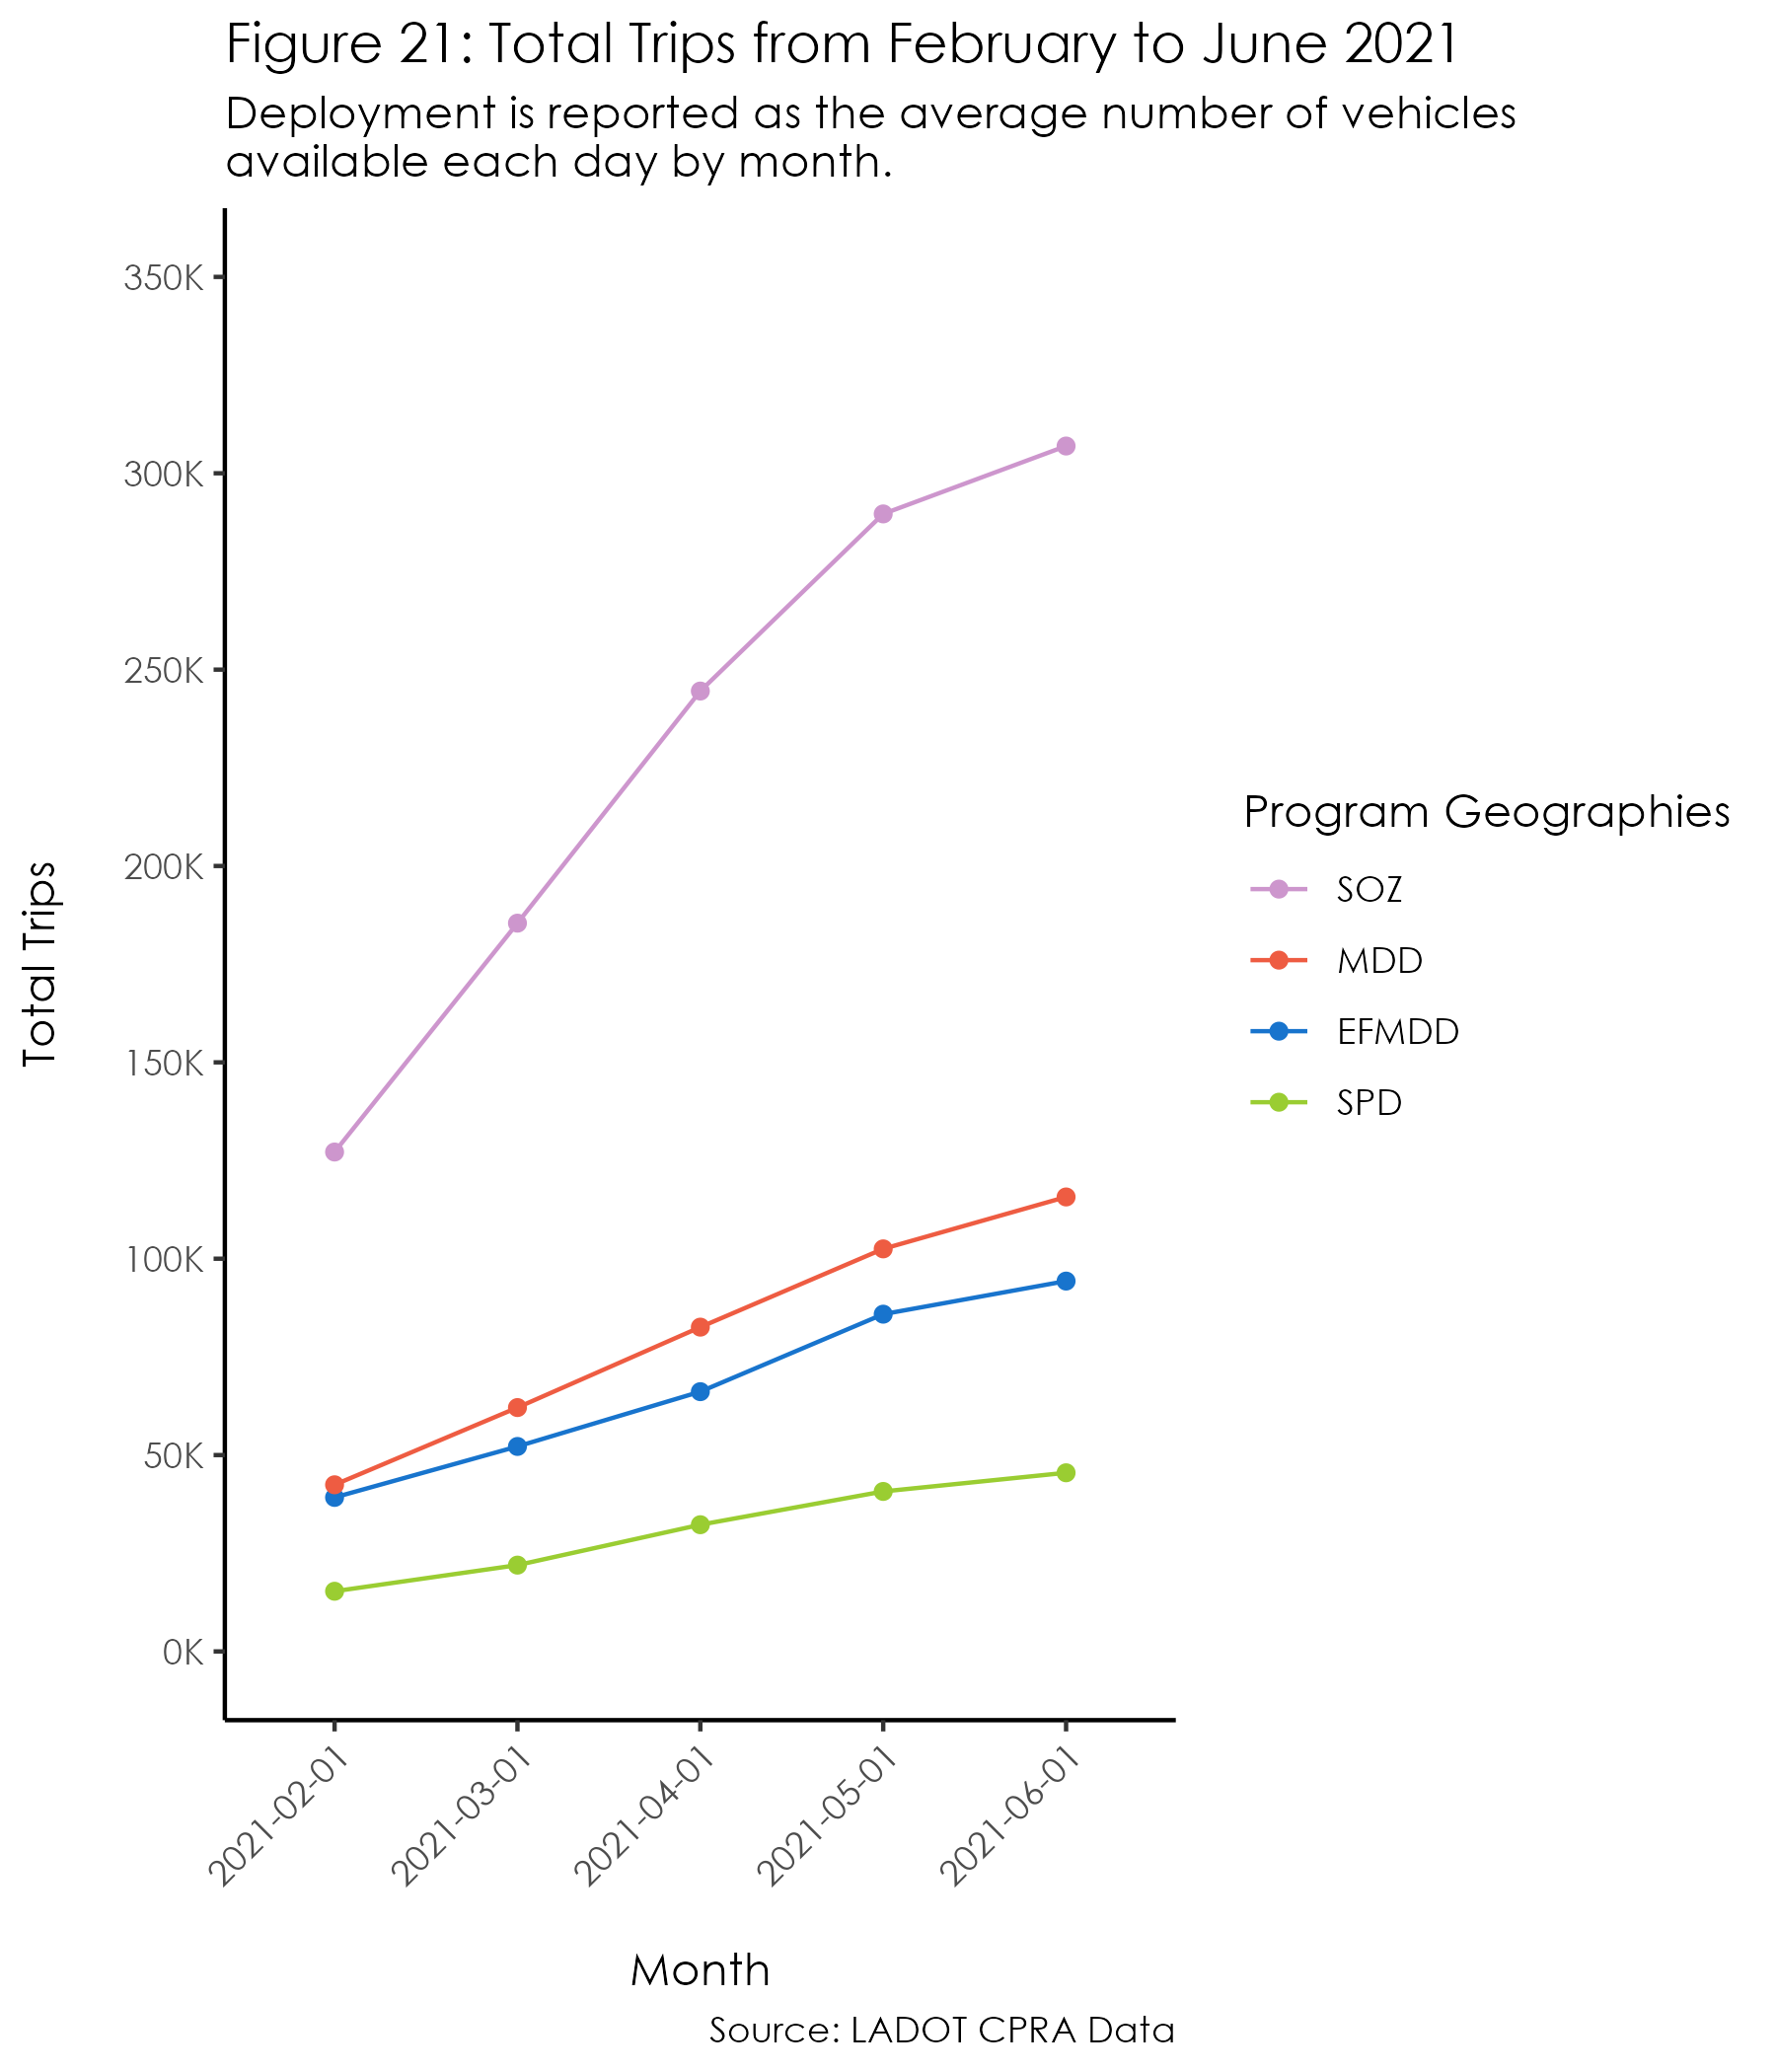 Figure 21: Total Trips from February to June 2021
Deployment is reported as the average number of vehicles
available each day by month.
350K
300K
250K
200K
150K
100K
50K
0K
Total Trips
2021-02-01
2021-03-01
2021-04-01
2021-05-01
2021-06-01
Month
Program Geographies
SOZ
MDD
EFMDD
SPD
Source: LADOT CPRA Data